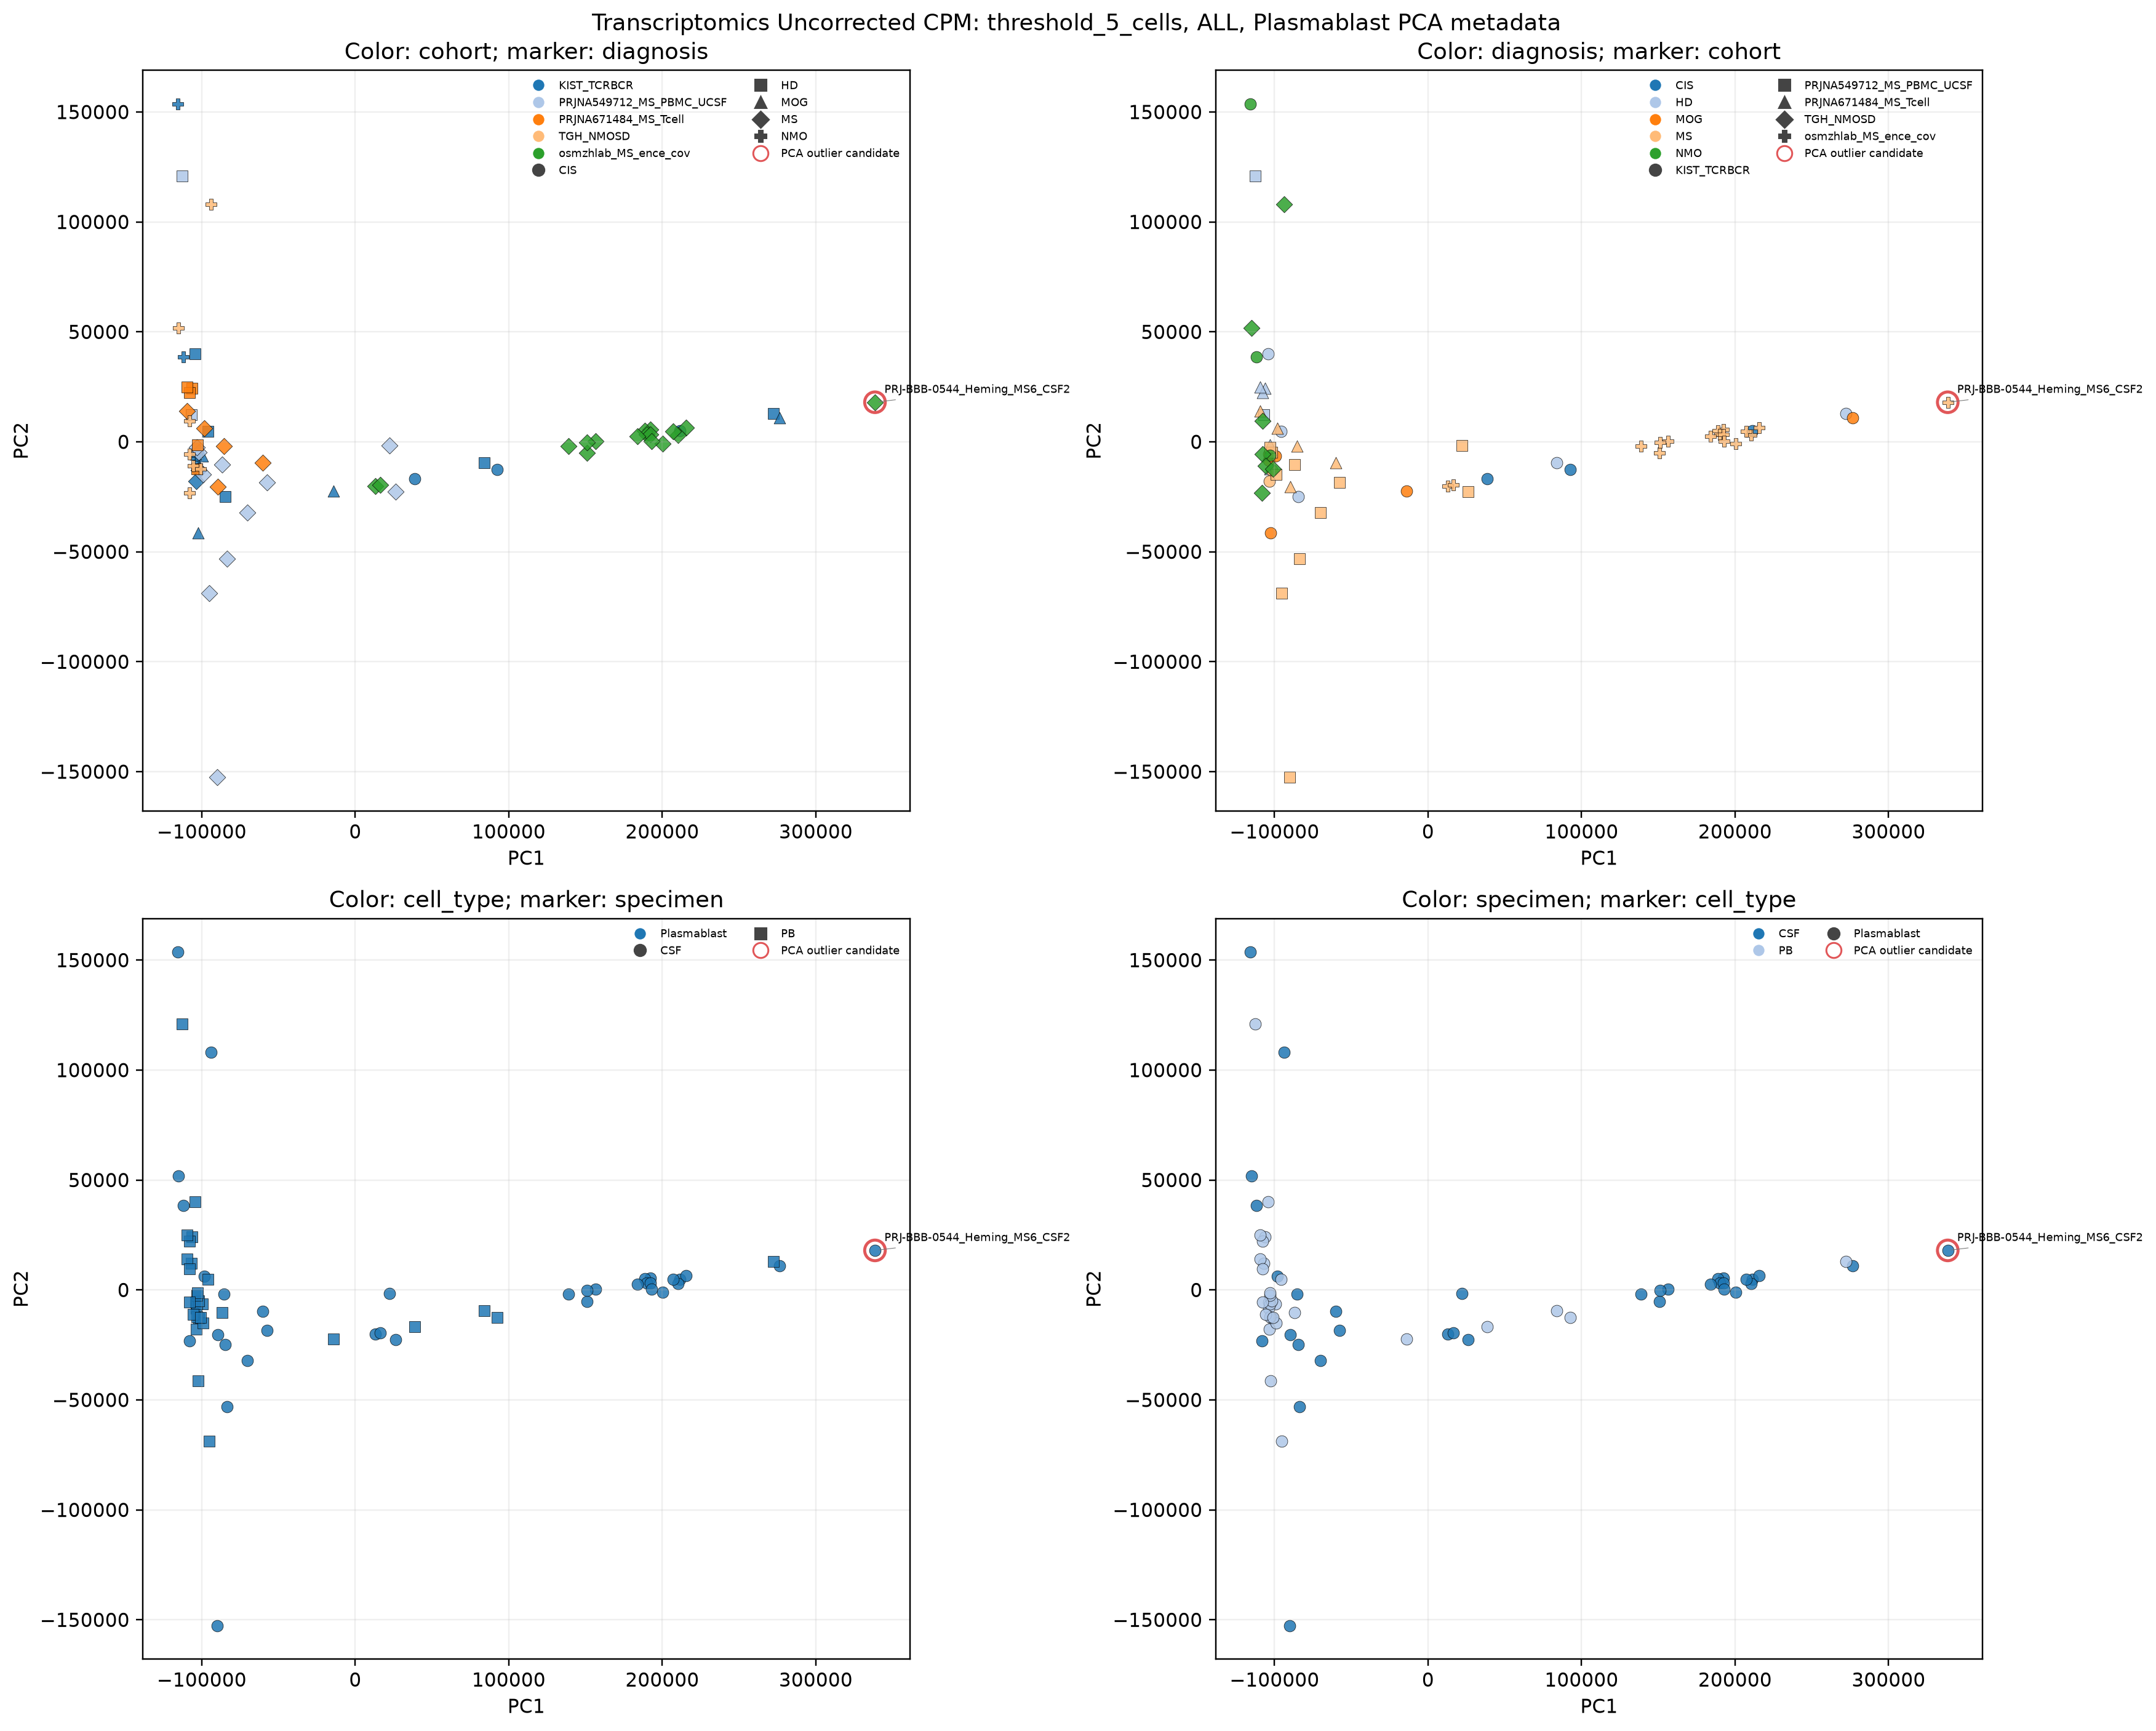 Transcriptomics Uncorrected CPM: threshold_5_cells, ALL, Plasmablast PCA metadata
Color: cohort; marker: diagnosis
KIST_TCRBCR
PRJNA549712_MS_PBMC_UCSF
PRJNA671484_MS_Tcell
TGH_NMOSD
osmzhlab_MS_ence_cov
CIS
HD
MOG
MS
NMO
PCA outlier candidate
PRJ-BBB-0544_Heming_MS6_CSF2
150000
100000
50000
0
−50000
−100000
−150000
PC2
−100000 0 100000 200000 300000
PC1
Color: diagnosis; marker: cohort
CIS
HD
MOG
MS
NMO
KIST_TCRBCR
PRJNA549712_MS_PBMC_UCSF
PRJNA671484_MS_Tcell
TGH_NMOSD
osmzhlab_MS_ence_cov
PCA outlier candidate
PRJ-BBB-0544_Heming_MS6_CSF2
150000
100000
50000
0
−50000
−100000
−150000
PC2
−100000 0 100000 200000 300000
PC1
Color: cell_type; marker: specimen
Plasmablast
CSF
PB
PCA outlier candidate
PRJ-BBB-0544_Heming_MS6_CSF2
150000
100000
50000
0
−50000
−100000
−150000
PC2
−100000 0 100000 200000 300000
PC1
Color: specimen; marker: cell_type
CSF
PB
Plasmablast
PCA outlier candidate
PRJ-BBB-0544_Heming_MS6_CSF2
150000
100000
50000
0
−50000
−100000
−150000
PC2
−100000 0 100000 200000 300000
PC1